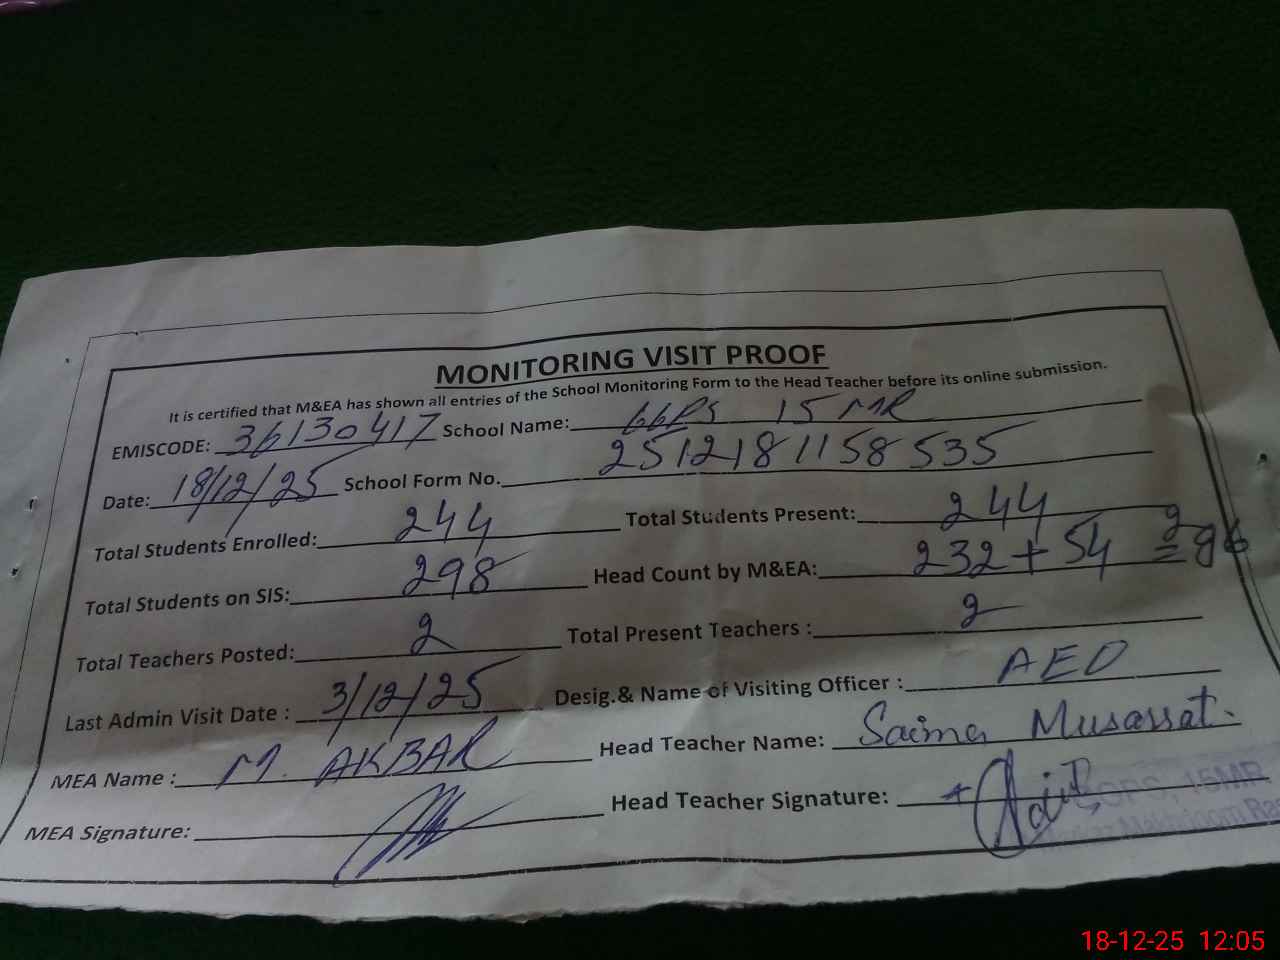 MONITORING VISIT PROOF
It is certified that M&EA has shown all entries of the School Monitoring Form to the Head Teacher before its online submission.
EMISCODE: 36130417 School Name: GGPS 15 MR
Date: 18/12/25 School Form No. 2512181158535
Total Students Enrolled: 244 Total Students Present: 244
Total Students on SIS: 298 Head Count by M&EA: 232 + 54 = 286
Total Teachers Posted: 2 Total Present Teachers : 2
Last Admin Visit Date : 3/12/25 Desig.& Name of Visiting Officer : AEO
MEA Name : M. AKBAR Head Teacher Name: Saima Musarrat.
MEA Signature: Head Teacher Signature:
15MR
Makhdoom
18-12-25 12:05